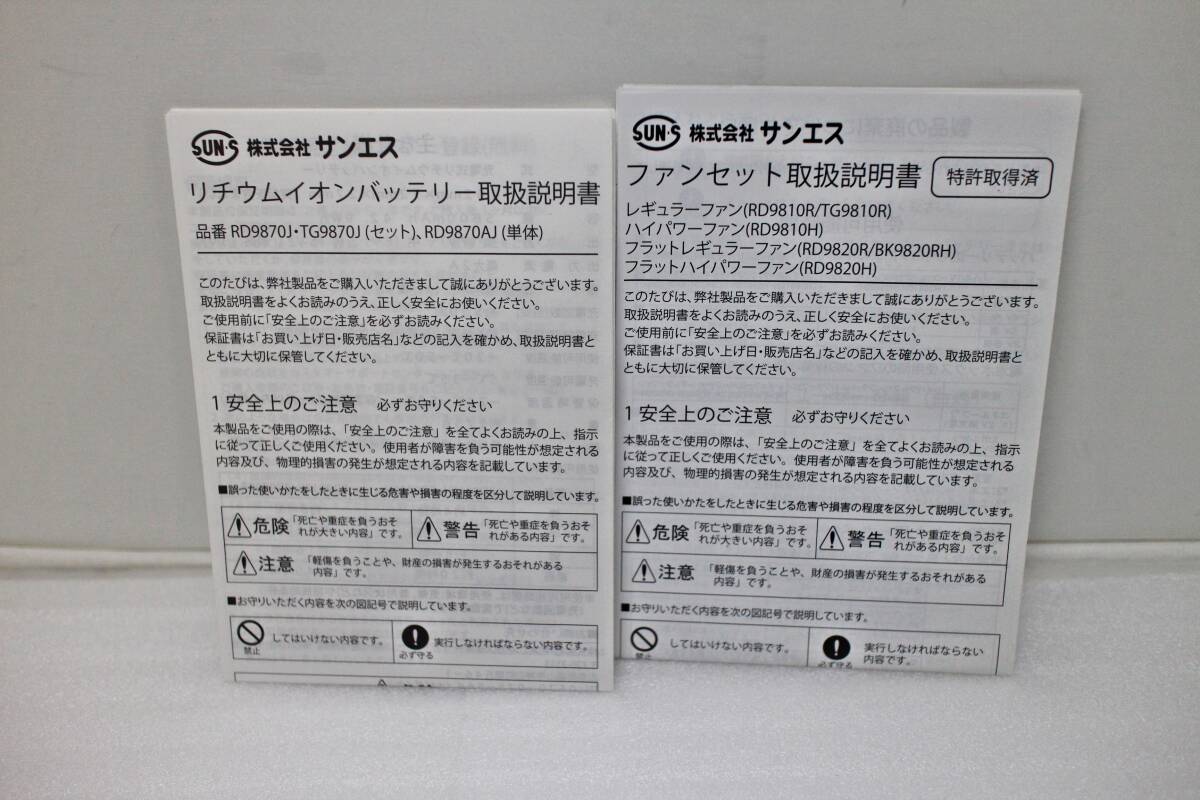 SUN・S 株式会社 サンエス
リチウムイオンバッテリー取扱説明書
品番 RD9870J・TG9870J (セット)、RD9870AJ (単体)
このたびは、弊社製品をご購入いただきまして誠にありがとうございます。
取扱説明書をよくお読みのうえ、正しく安全にお使いください。
ご使用前に「安全上のご注意」を必ずお読みください。
保証書は「お買い上げ日・販売店名」などの記入を確かめ、取扱説明書と
ともに大切に保管してください。
1 安全上のご注意 必ずお守りください
本製品をご使用の際は、「安全上のご注意」を全てよくお読みの上、指示
に従って正しくご使用ください。使用者が障害を負う可能性が想定される
内容及び、物理的損害の発生が想定される内容を記載しています。
■誤った使いかたをしたときに生じる危害や損害の程度を区分して説明しています。
危険 「死亡や重症を負うおそ
れが大きい内容」です。
警告 「死亡や重症を負うおそ
れがある内容」です。
注意 「軽傷を負うことや、財産の損害が発生するおそれがある
内容」です。
■お守りいただく内容を次の図記号で説明しています。
禁止
してはいけない内容です。
必ず守る
実行しなければならない内容です。
SUN・S 株式会社 サンエス
ファンセット取扱説明書 特許取得済
レギュラーファン(RD9810R/TG9810R)
ハイパワーファン(RD9810H)
フラットレギュラーファン(RD9820R/BK9820RH)
フラットハイパワーファン(RD9820H)
このたびは、弊社製品をご購入いただきまして誠にありがとうございます。
取扱説明書をよくお読みのうえ、正しく安全にお使いください。
ご使用前に「安全上のご注意」を必ずお読みください。
保証書は「お買い上げ日・販売店名」などの記入を確かめ、取扱説明書と
ともに大切に保管してください。
1 安全上のご注意 必ずお守りください
本製品をご使用の際は、「安全上のご注意」を全てよくお読みの上、指示
に従って正しくご使用ください。使用者が障害を負う可能性が想定される
内容及び、物理的損害の発生が想定される内容を記載しています。
■誤った使いかたをしたときに生じる危害や損害の程度を区分して説明しています。
危険 「死亡や重症を負うおそ
れが大きい内容」です。
警告 「死亡や重症を負うおそ
れがある内容」です。
注意 「軽傷を負うことや、財産の損害が発生するおそれがある
内容」です。
■お守りいただく内容を次の図記号で説明しています。
禁止
してはいけない内容です。
必ず守る
実行しなければならない
内容です。